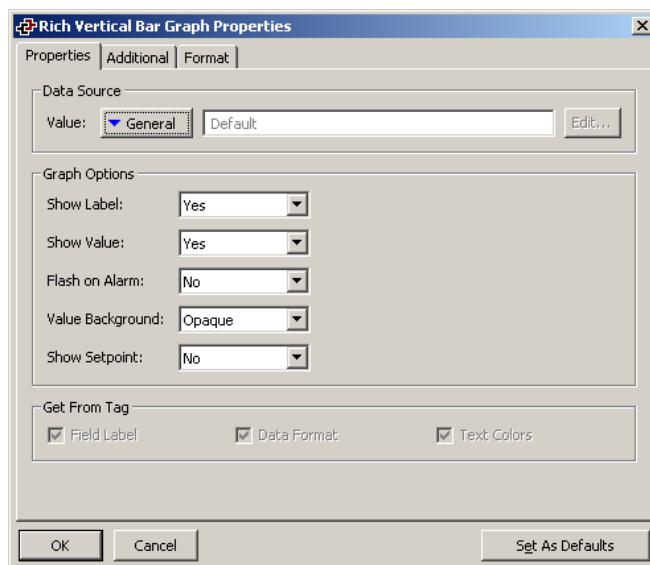 Rich Vertical Bar Graph Properties
Properties Additional Format
Data Source
Value: General Default Edit...
Graph Options
Show Label: Yes
Show Value: Yes
Flash on Alarm: No
Value Background: Opaque
Show Setpoint: No
Get From Tag
Field Label Data Format Text Colors
OK Cancel Set As Defaults